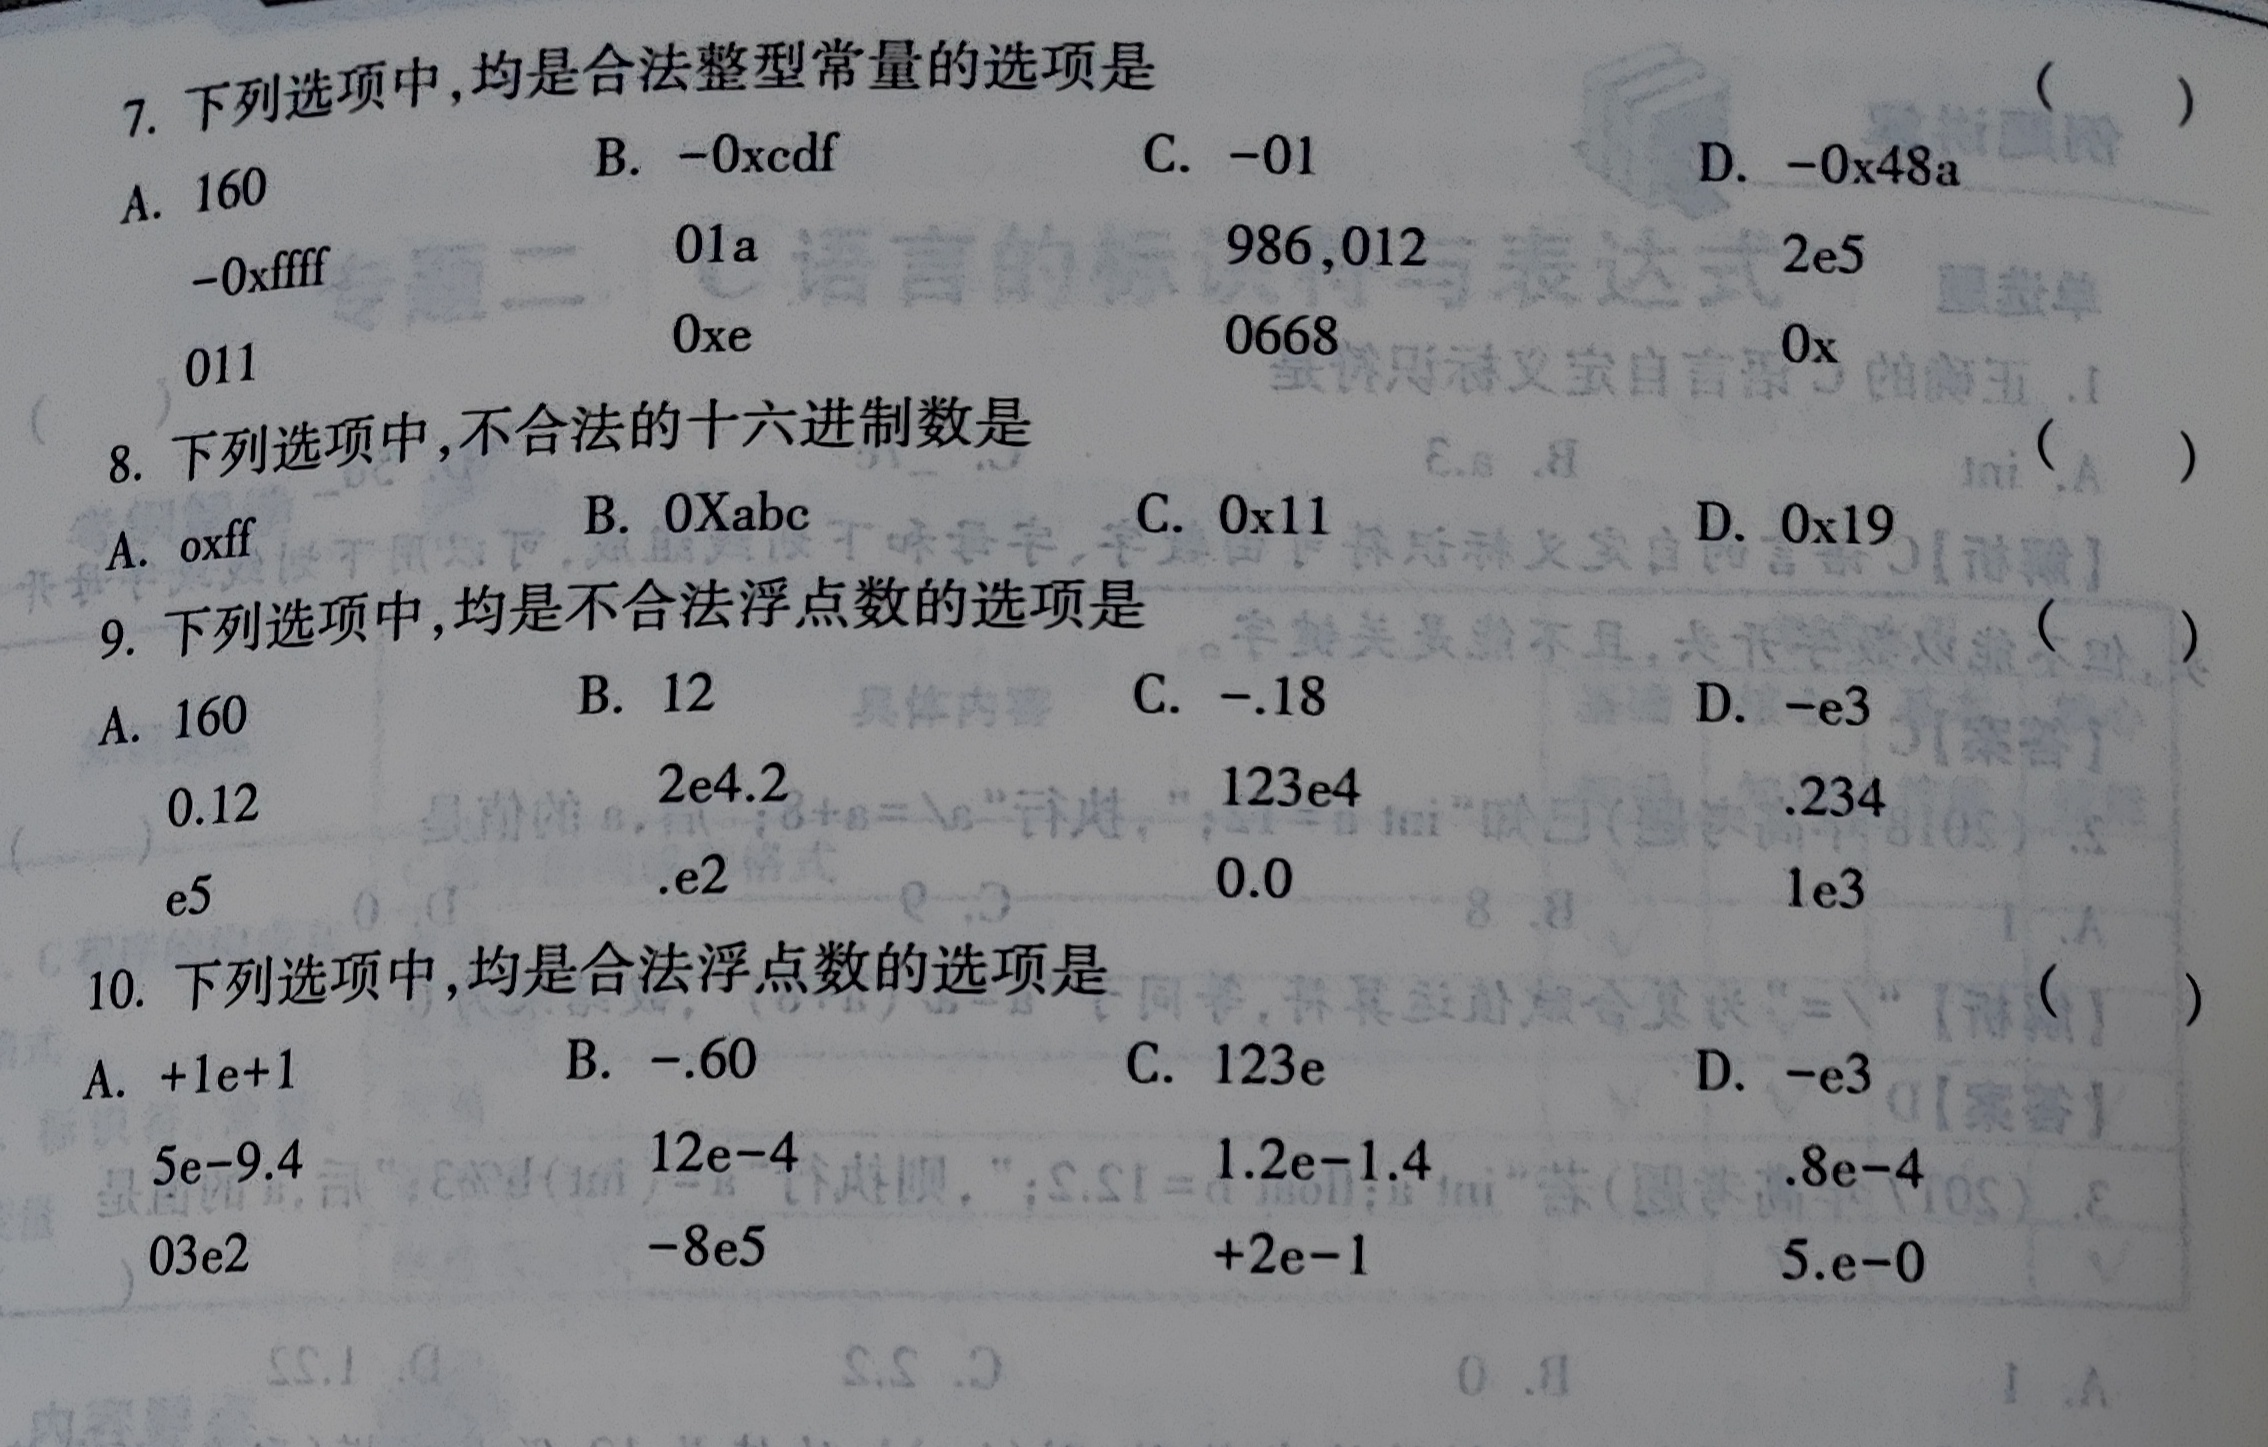 7. 下列选项中,均是合法整型常量的选项是 ( )
A. 160 B. -0xcdf C. -01 D. -0x48a
-0xffff 01a 986,012 2e5
011 0xe 0668 0x
8. 下列选项中,不合法的十六进制数是 ( )
A. oxff B. 0Xabc C. 0x11 D. 0x19
9. 下列选项中,均是不合法浮点数的选项是 ( )
A. 160 B. 12 C. -.18 D. -e3
0.12 2e4.2 123e4 .234
e5 .e2 0.0 1e3
10. 下列选项中,均是合法浮点数的选项是 ( )
A. +1e+1 B. -.60 C. 123e D. -e3
5e-9.4 12e-4 1.2e-1.4 .8e-4
03e2 -8e5 +2e-1 5.e-0